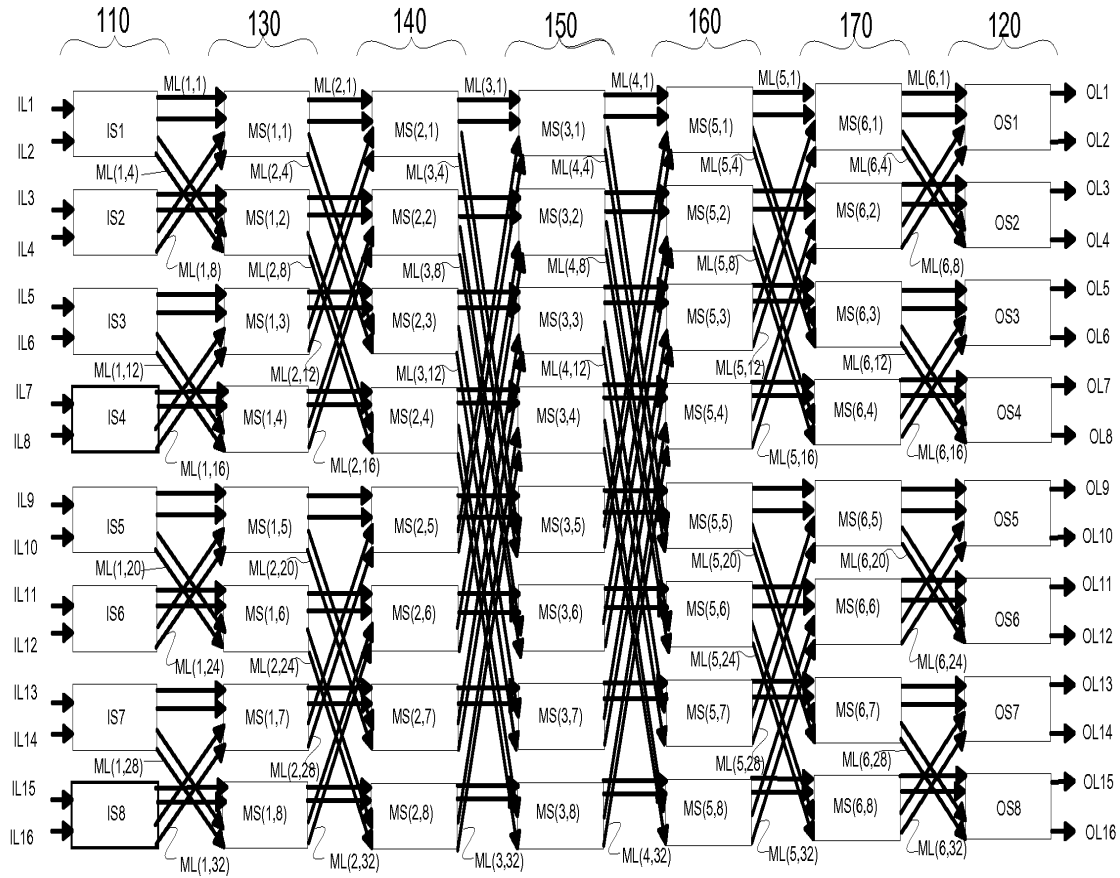 110 130 140 150 160 170 120
ML(1,1) ML(2,1) ML(3,1) ML(4,1) ML(5,1) ML(6,1)
IL1 OL1
IS1 MS(1,1) MS(2,1) MS(3,1) MS(5,1) MS(6,1) OS1
IL2 OL2
ML(1,4) ML(2,4) ML(3,4) ML(4,4) ML(5,4) ML(6,4)
IL3 OL3
IS2 MS(1,2) MS(2,2) MS(3,2) MS(5,2) MS(6,2) OS2
IL4 OL4
ML(1,8) ML(2,8) ML(3,8) ML(4,8) ML(5,8) ML(6,8)
IL5 OL5
IS3 MS(1,3) MS(2,3) MS(3,3) MS(5,3) MS(6,3) OS3
IL6 OL6
ML(1,12) ML(2,12) ML(3,12) ML(4,12) ML(5,12) ML(6,12)
IL7 OL7
IS4 MS(1,4) MS(2,4) MS(3,4) MS(5,4) MS(6,4) OS4
IL8 OL8
ML(1,16) ML(2,16) ML(5,16) ML(6,16)
IL9 OL9
IS5 MS(1,5) MS(2,5) MS(3,5) MS(5,5) MS(6,5) OS5
IL10 OL10
ML(1,20) ML(2,20) ML(5,20) ML(6,20)
IL11 OL11
IS6 MS(1,6) MS(2,6) MS(3,6) MS(5,6) MS(6,6) OS6
IL12 OL12
ML(1,24) ML(2,24) ML(5,24) ML(6,24)
IL13 OL13
IS7 MS(1,7) MS(2,7) MS(3,7) MS(5,7) MS(6,7) OS7
IL14 OL14
ML(1,28) ML(2,28) ML(5,28) ML(6,28)
IL15 OL15
IS8 MS(1,8) MS(2,8) MS(3,8) MS(5,8) MS(6,8) OS8
IL16 OL16
ML(1,32) ML(2,32) ML(3,32) ML(4,32) ML(5,32) ML(6,32)